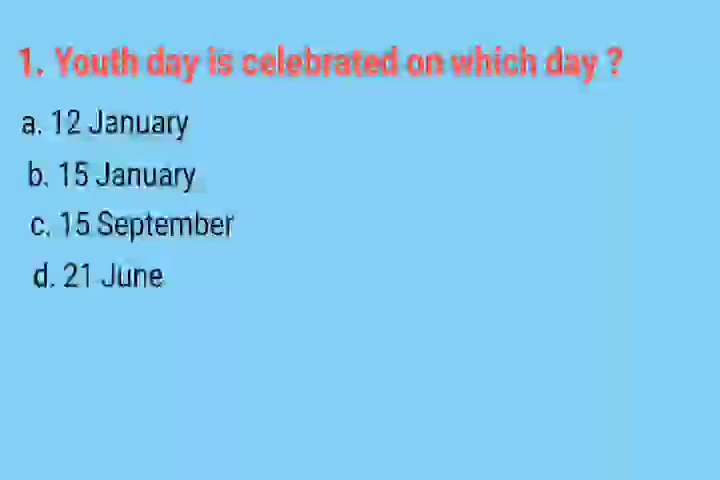 1. Youth day is celebrated on which day ?
a. 12 January
b. 15 January
c. 15 September
d. 21 June